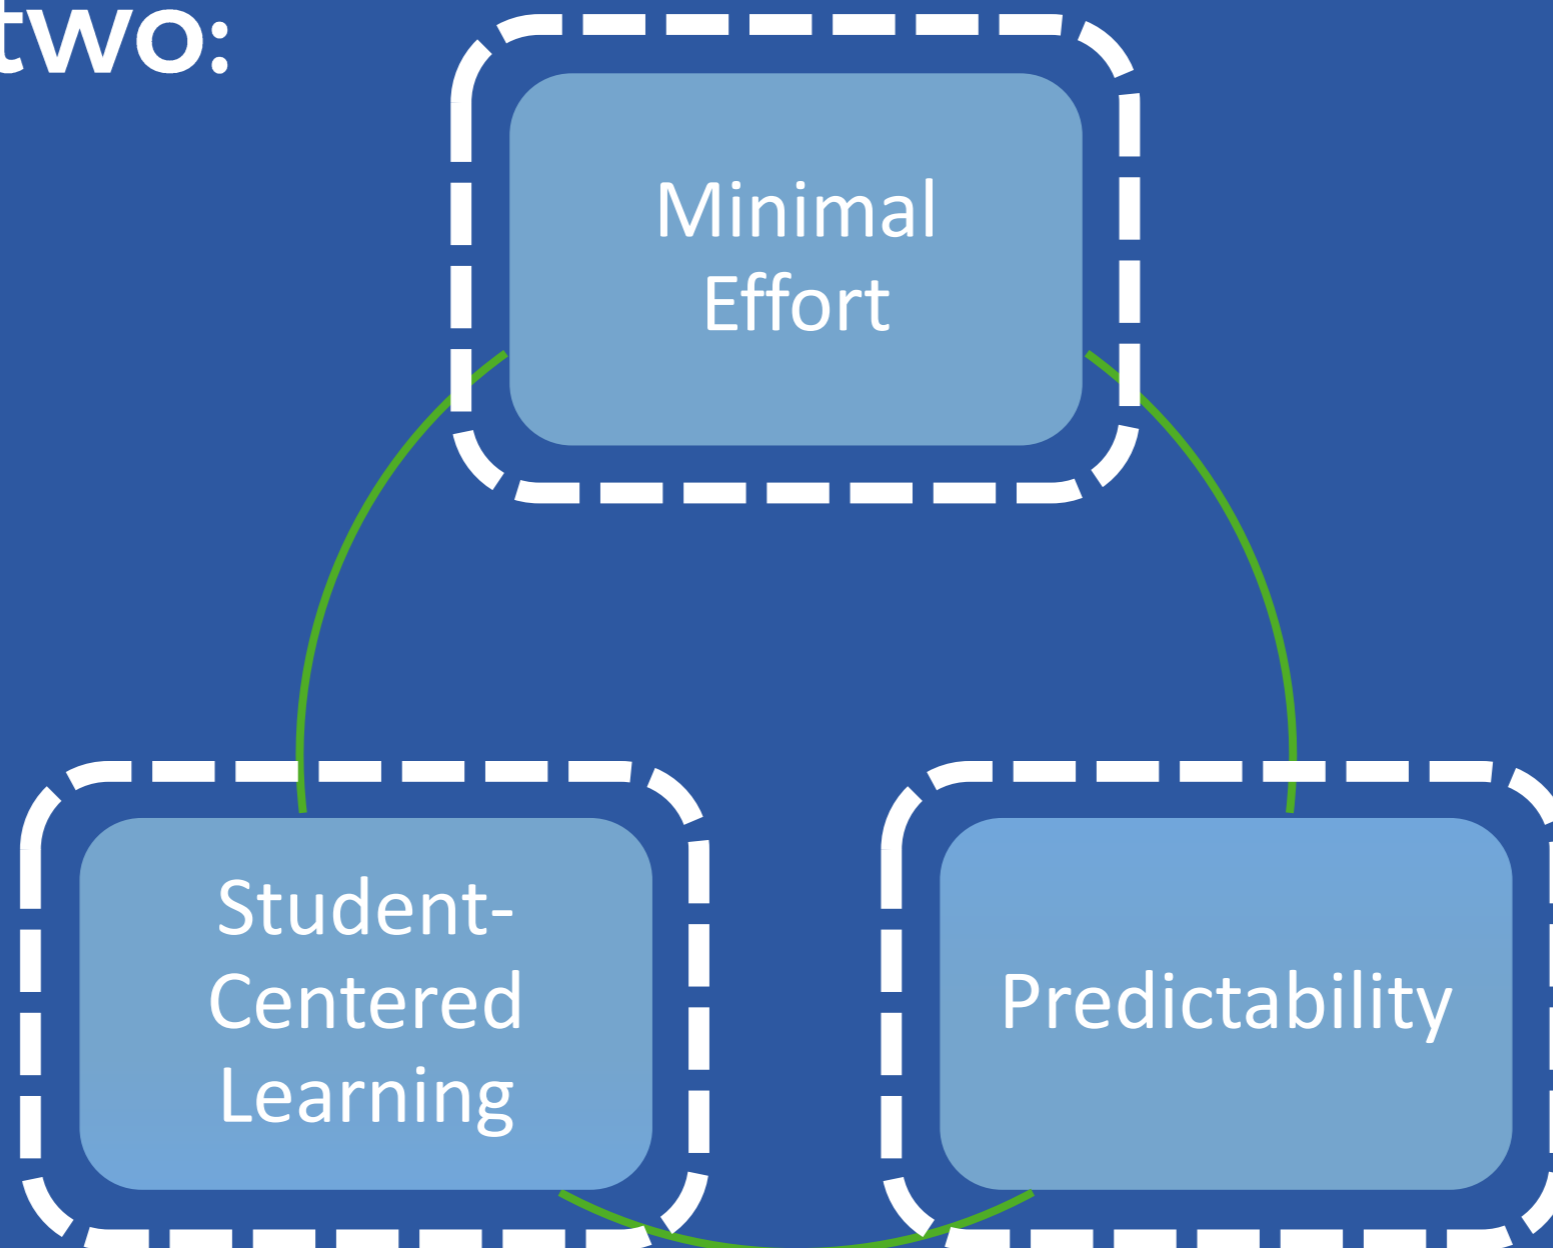 two:
Minimal
Effort
Student-
Centered
Learning
Predictability